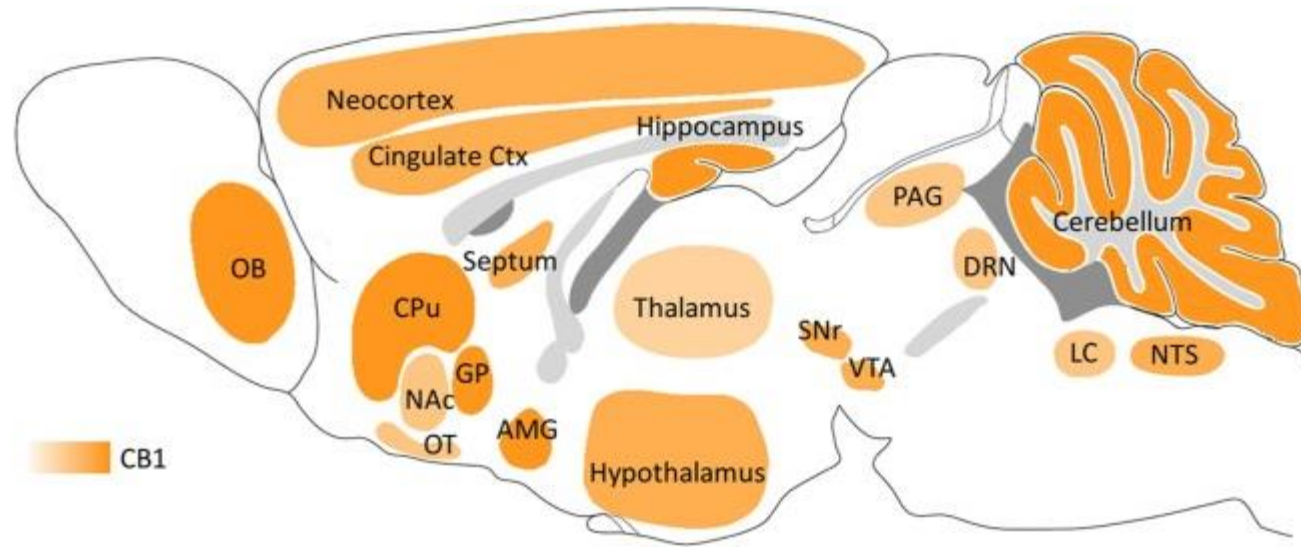 Neocortex
Hippocampus
Cingulate Ctx
PAG
Cerebellum
OB
Septum
DRN
CPu
Thalamus
SNr
LC
NTS
VTA
GP
NAc
OT
AMG
Hypothalamus
CB1